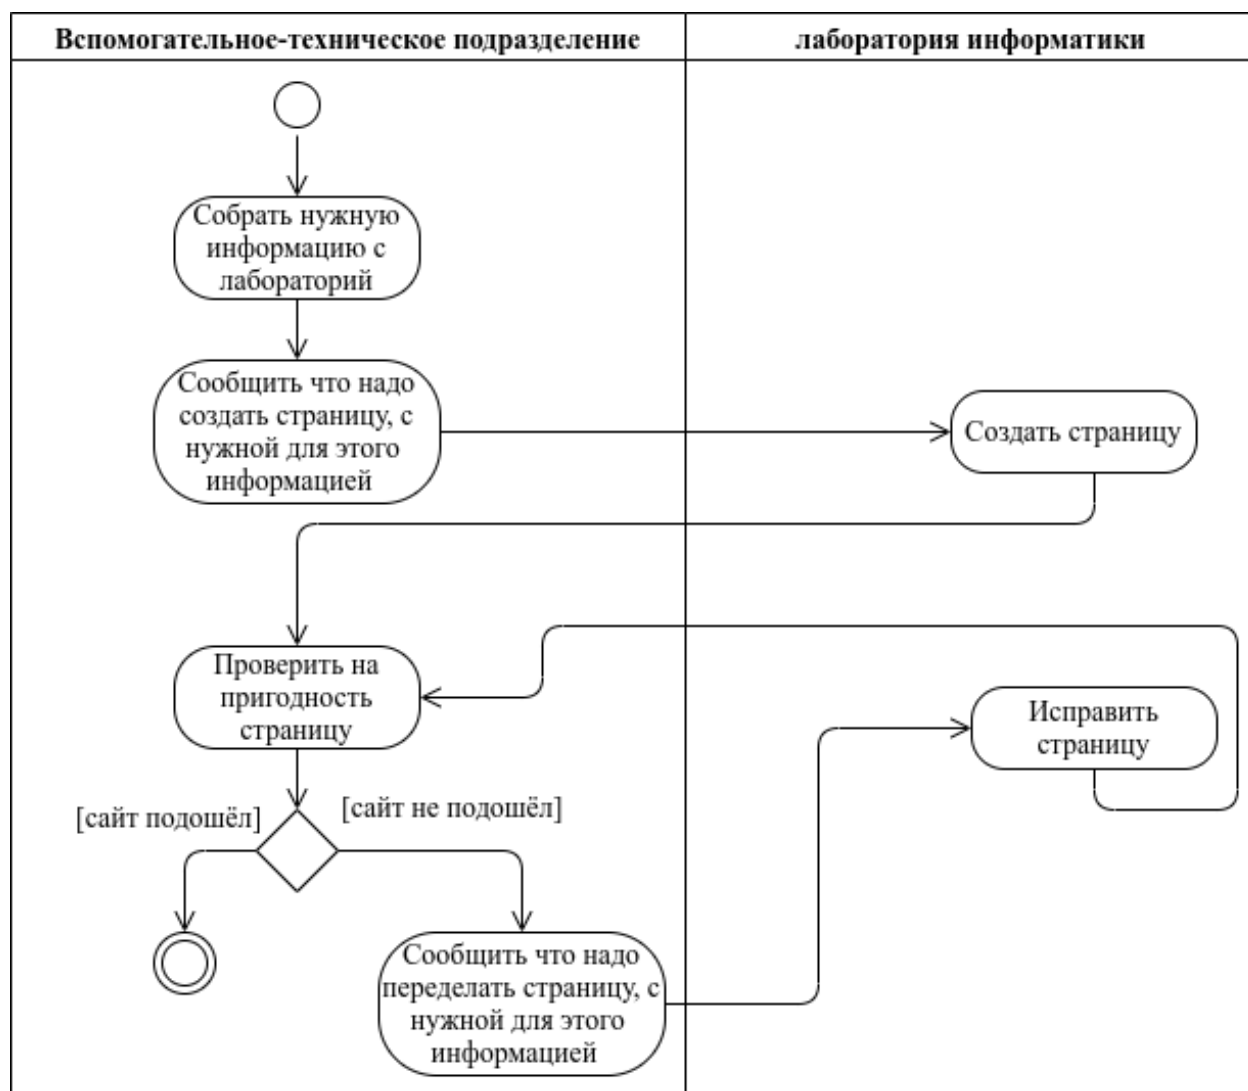 Вспомогательное-техническое подразделение
лаборатория информатики
Собрать нужную
информацию с
лабораторий
Сообщить что надо
создать страницу, с
нужной для этого
информацией
Создать страницу
Проверить на
пригодность
страницу
Исправить
страницу
[сайт подошёл]
[сайт не подошёл]
Сообщить что надо
переделать страницу, с
нужной для этого
информацией